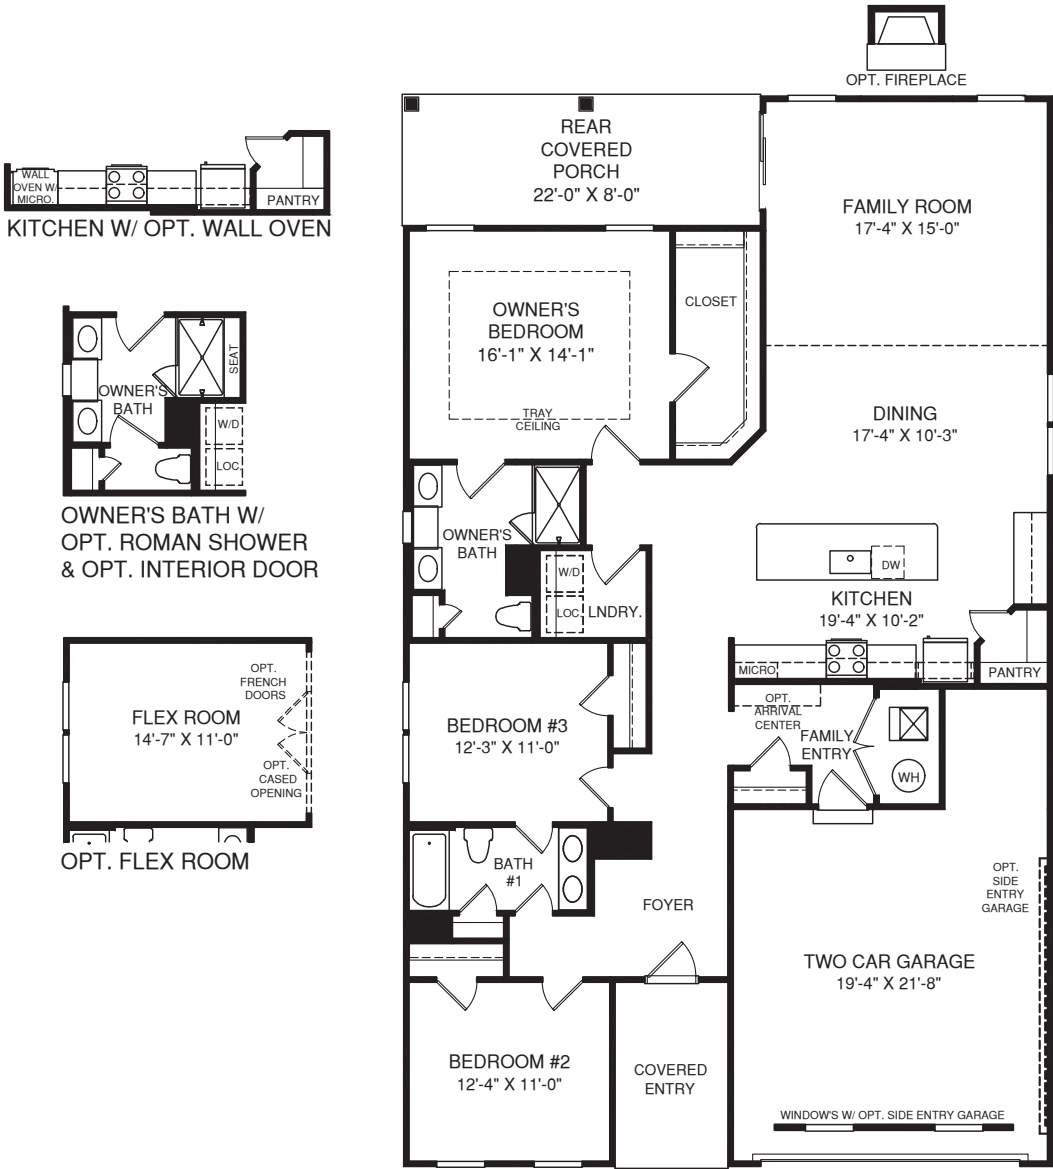 OPT. FIREPLACE
REAR
COVERED
PORCH
22'-0" X 8'-0"
FAMILY ROOM
17'-4" X 15'-0"
WALL
OVEN W/
MICRO.
PANTRY
KITCHEN W/ OPT. WALL OVEN
OWNER'S
BEDROOM
16'-1" X 14'-1"
TRAY
CEILING
CLOSET
DINING
17'-4" X 10'-3"
SEAT
OWNER'S
BATH
W/D
LOC
OWNER'S BATH W/
OPT. ROMAN SHOWER
& OPT. INTERIOR DOOR
OWNER'S
BATH
W/D
LOC
LNDRY.
DW
KITCHEN
19'-4" X 10'-2"
MICRO
PANTRY
OPT.
FRENCH
DOORS
FLEX ROOM
14'-7" X 11'-0"
OPT.
CASED
OPENING
OPT. FLEX ROOM
BEDROOM #3
12'-3" X 11'-0"
OPT.
ARRIVAL
CENTER
FAMILY
ENTRY
WH
BATH
#1
FOYER
OPT.
SIDE
ENTRY
GARAGE
TWO CAR GARAGE
19'-4" X 21'-8"
BEDROOM #2
12'-4" X 11'-0"
COVERED
ENTRY
WINDOW'S W/ OPT. SIDE ENTRY GARAGE